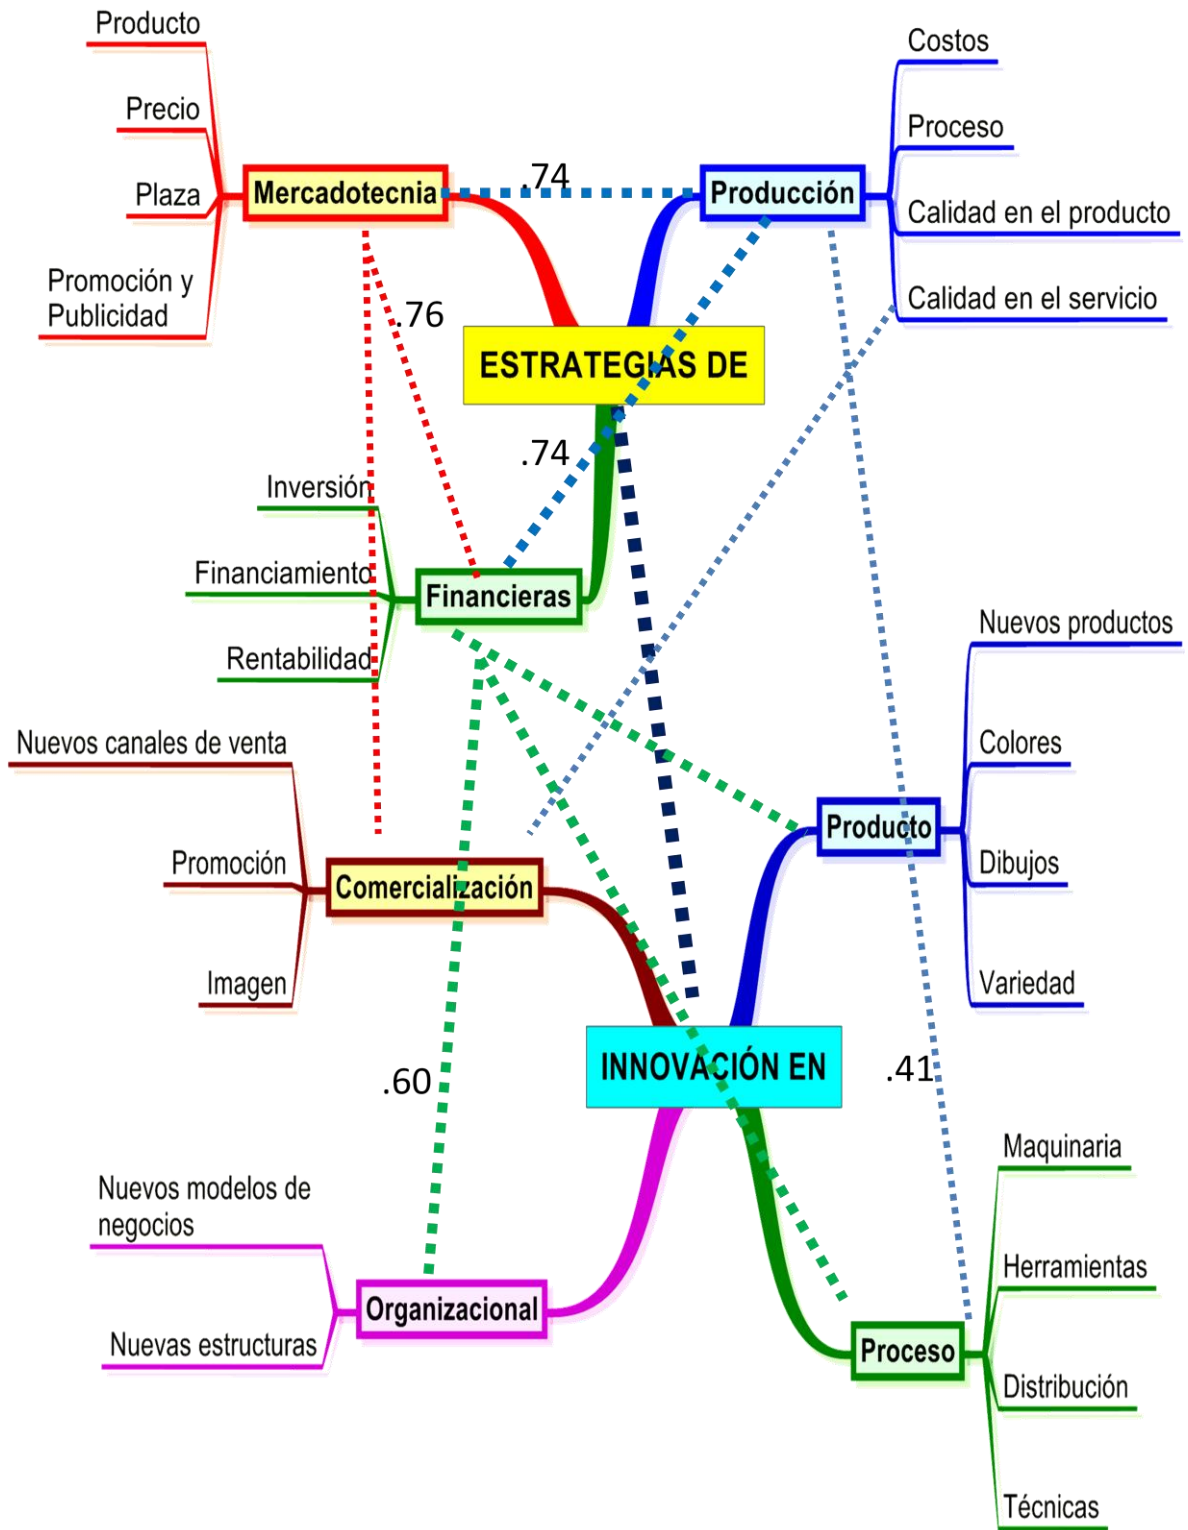 Producto
Precio
Plaza
Promoción y
Publicidad
Mercadotecnia
.74
Producción
Costos
Proceso
Calidad en el producto
Calidad en el servicio
.76
ESTRATEGIAS DE
.74
Inversión
Financiamiento
Rentabilidad
Financieras
Nuevos canales de venta
Promoción
Imagen
Comercialización
Producto
Nuevos productos
Colores
Dibujos
Variedad
INNOVACIÓN EN
.60
.41
Nuevos modelos de
negocios
Nuevas estructuras
Organizacional
Proceso
Maquinaria
Herramientas
Distribución
Técnicas